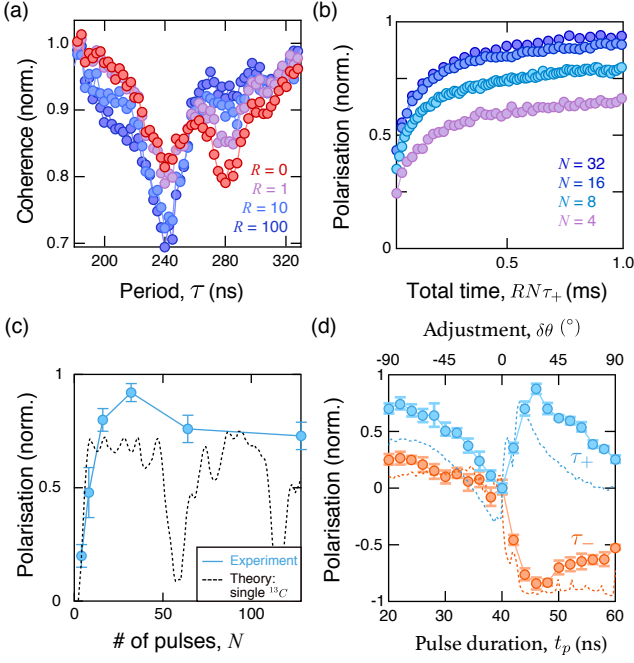 (a)
Coherence (norm.)
1.0
0.9
0.8
0.7
R = 0
R = 1
R = 10
R = 100
200
240
280
320
Period, τ (ns)
(b)
Polarisation (norm.)
1
0.5
0
N = 32
N = 16
N = 8
N = 4
0.5
1.0
Total time, RNτ₊ (ms)
(c)
Polarisation (norm.)
1
0.5
0
Experiment
Theory:
single ¹³C
0
50
100
# of pulses, N
(d)
Adjustment, δθ (°)
-90
-45
0
45
90
Polarisation (norm.)
1
0.5
0
-0.5
-1
τ₊
τ₋
20
30
40
50
60
Pulse duration, tₚ (ns)